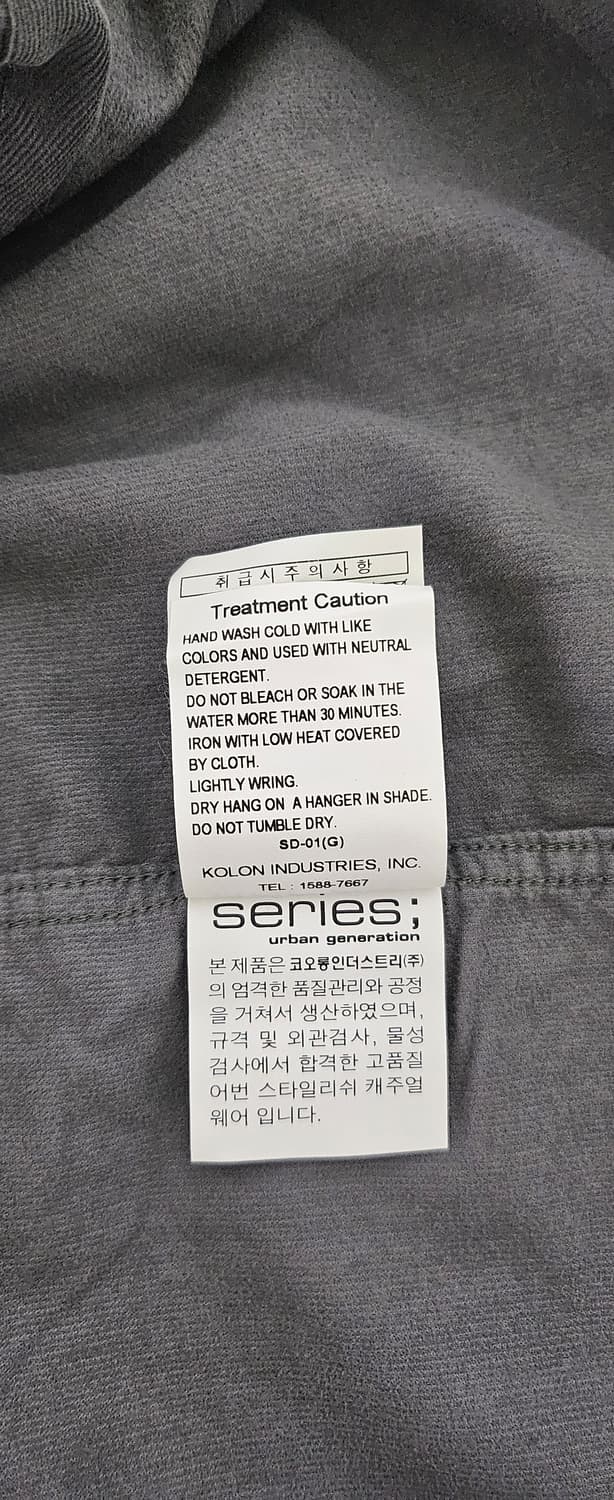 취급시주의사항
Treatment Caution
HAND WASH COLD WITH LIKE
COLORS AND USED WITH NEUTRAL
DETERGENT.
DO NOT BLEACH OR SOAK IN THE
WATER MORE THAN 30 MINUTES.
IRON WITH LOW HEAT COVERED
BY CLOTH.
LIGHTLY WRING.
DRY HANG ON A HANGER IN SHADE.
DO NOT TUMBLE DRY.
SD-01(G)
KOLON INDUSTRIES, INC.
TEL : 1588-7667
series;
urban generation
본 제품은 코오롱인더스트리(주)
의 엄격한 품질관리와 공정
을 거쳐서 생산하였으며,
규격 및 외관검사, 물성
검사에서 합격한 고품질
어번 스타일리쉬 캐주얼
웨어 입니다.